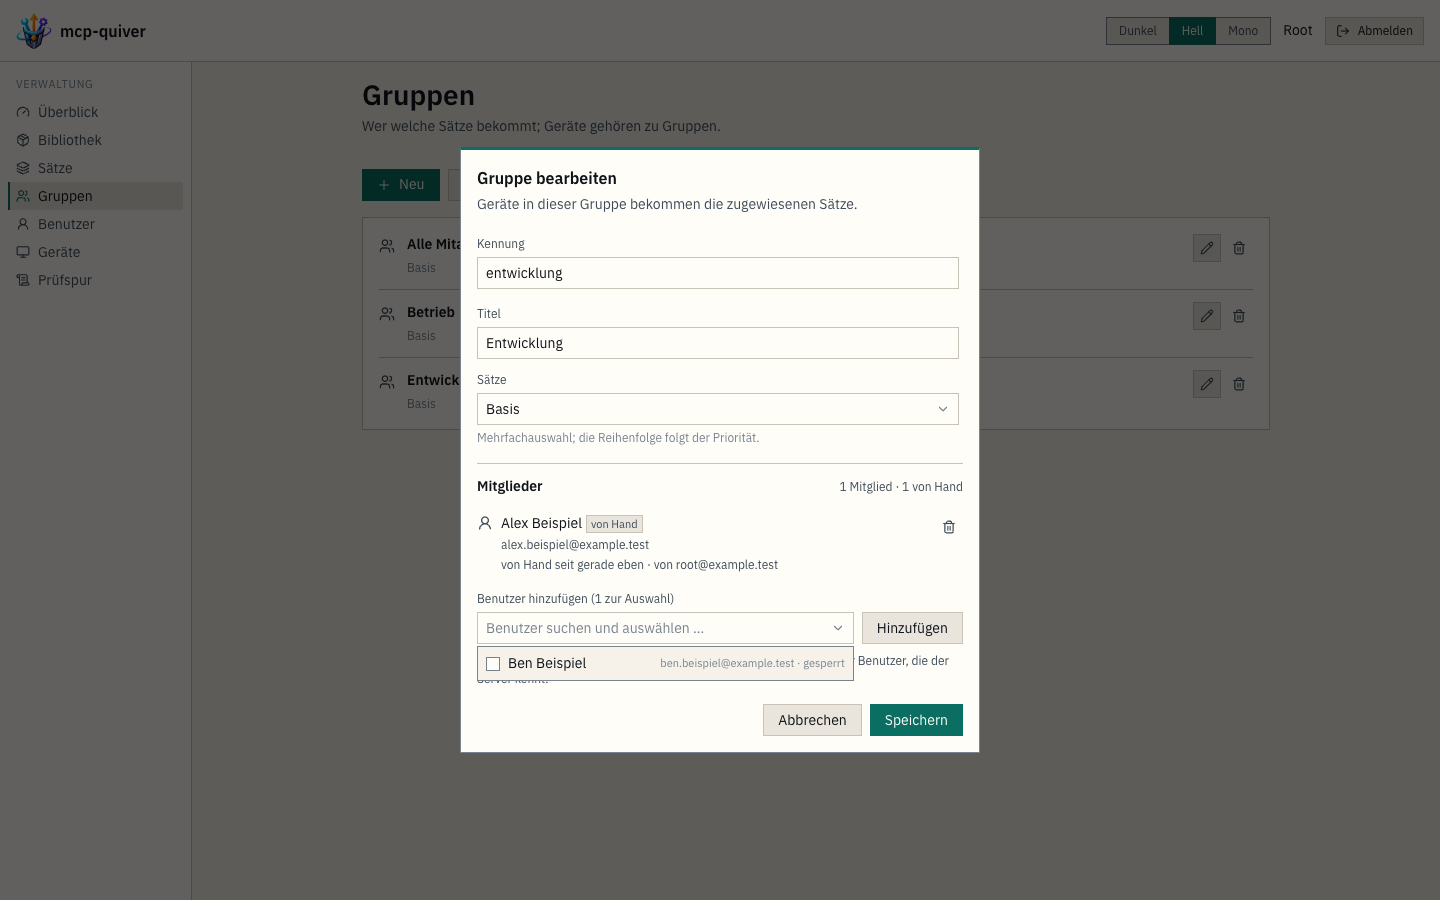 mcp-quiver
Dunkel Hell Mono Root Abmelden
VERWALTUNG
Überblick
Bibliothek
Sätze
Gruppen
Benutzer
Geräte
Prüfspur
Gruppen
Wer welche Sätze bekommt; Geräte gehören zu Gruppen.
Neu
Alle
Basis
Betrieb
Basis
Basis
Gruppe bearbeiten
Geräte in dieser Gruppe bekommen die zugewiesenen Sätze.
Kennung
entwicklung
Titel
Entwicklung
Sätze
Basis
Mehrfachauswahl; die Reihenfolge folgt der Priorität.
Mitglieder 1 Mitglied · 1 von Hand
Alex Beispiel von Hand
alex.beispiel@example.test
von Hand seit gerade eben · von root@example.test
Benutzer hinzufügen (1 zur Auswahl)
Benutzer suchen und auswählen ... Hinzufügen
Ben Beispiel ben.beispiel@example.test · gesperrt
Benutzer, die der
Abbrechen Speichern